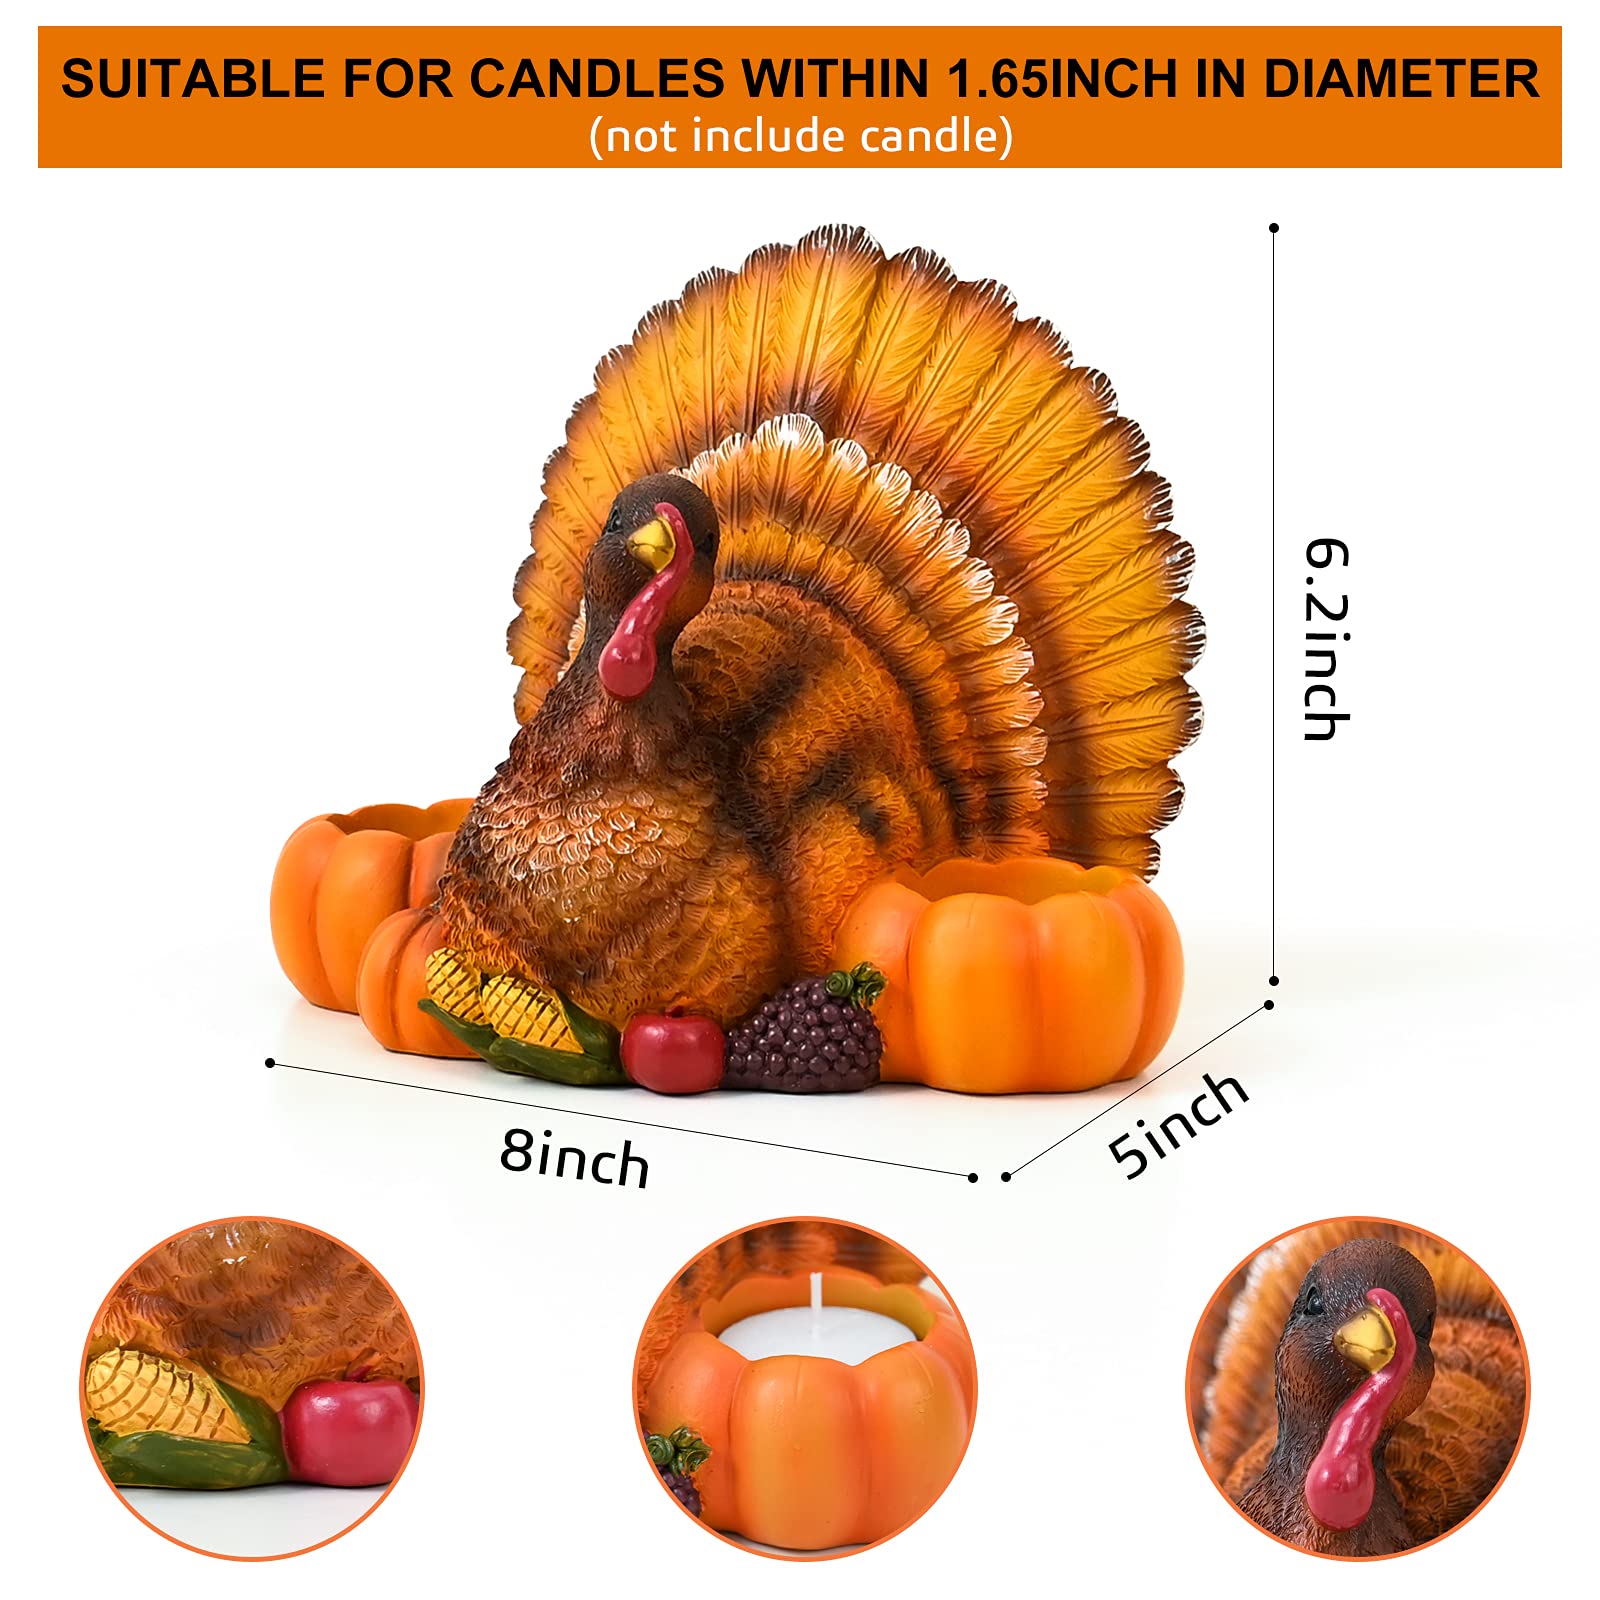 SUITABLE FOR CANDLES WITHIN 1.65INCH IN DIAMETER
(not include candle)
6.2inch
8inch
5inch